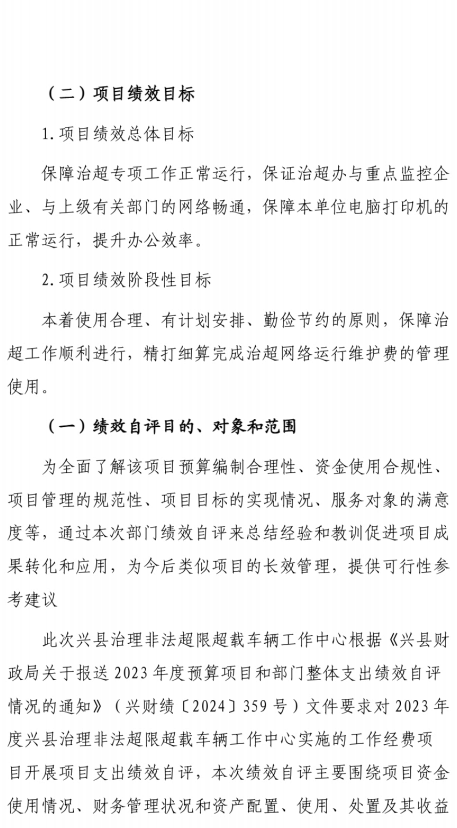 （二）项目绩效目标
1.项目绩效总体目标
保障治超专项工作正常运行，保证治超办与重点监控企
业、与上级有关部门的网络畅通，保障本单位电脑打印机的
正常运行，提升办公效率。
2.项目绩效阶段性目标
本着使用合理、有计划安排、勤俭节约的原则，保障治
超工作顺利进行，精打细算完成治超网络运行维护费的管理
使用。
（一）绩效自评目的、对象和范围
为全面了解该项目预算编制合理性、资金使用合规性、
项目管理的规范性、项目目标的实现情况、服务对象的满意
度等，通过本次部门绩效自评来总结经验和教训促进项目成
果转化和应用，为今后类似项目的长效管理，提供可行性参
考建议
此次兴县治理非法超限超载车辆工作中心根据《兴县财
政局关于报送 2023 年度预算项目和部门整体支出绩效自评
情况的通知》（兴财绩〔2024〕359 号）文件要求对 2023 年
度兴县治理非法超限超载车辆工作中心实施的工作经费项
目开展项目支出绩效自评，本次绩效自评主要围绕项目资金
使用情况、财务管理状况和资产配置、使用、处置及其收益